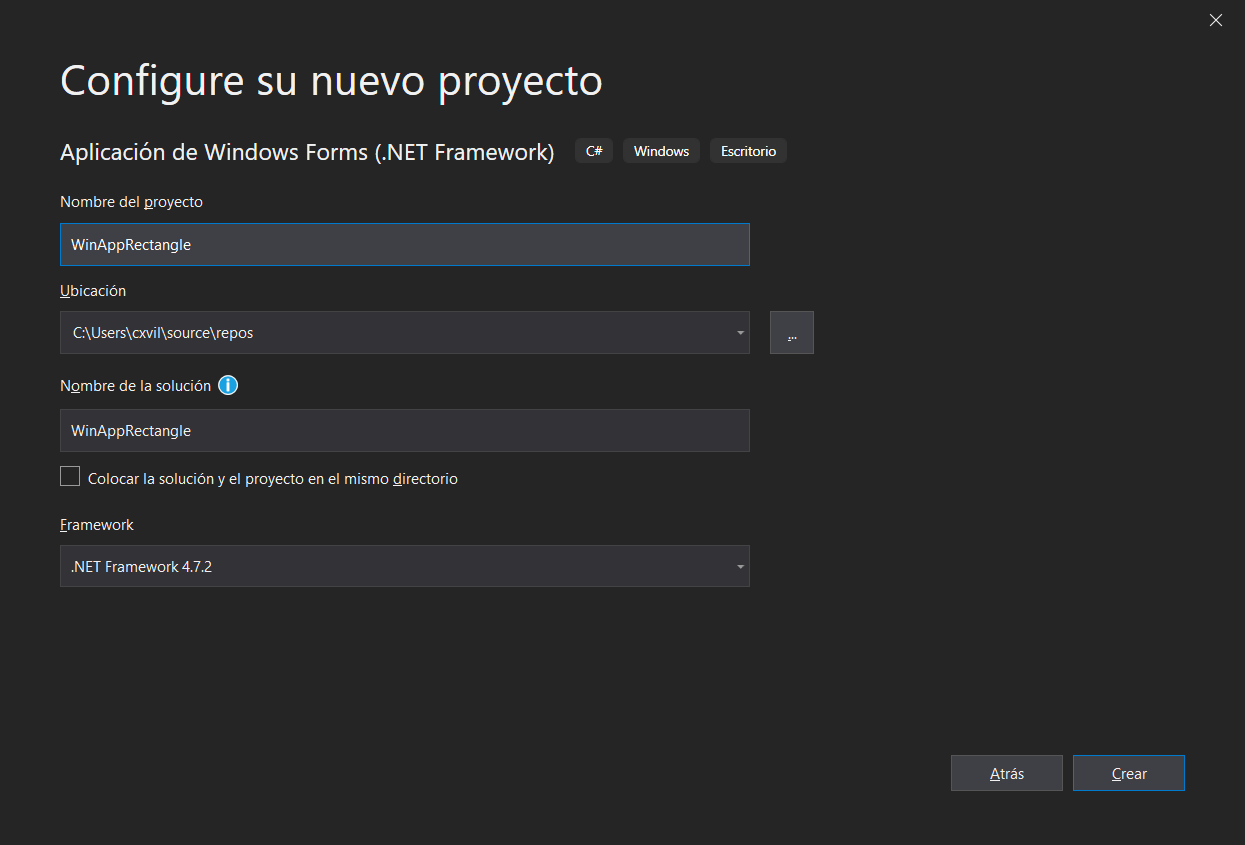 Configure su nuevo proyecto
Aplicación de Windows Forms (.NET Framework) C# Windows Escritorio
Nombre del proyecto
WinAppRectangle
Ubicación
C:\Users\cxvil\source\repos
...
Nombre de la solución
WinAppRectangle
Colocar la solución y el proyecto en el mismo directorio
Framework
.NET Framework 4.7.2
Atrás Crear